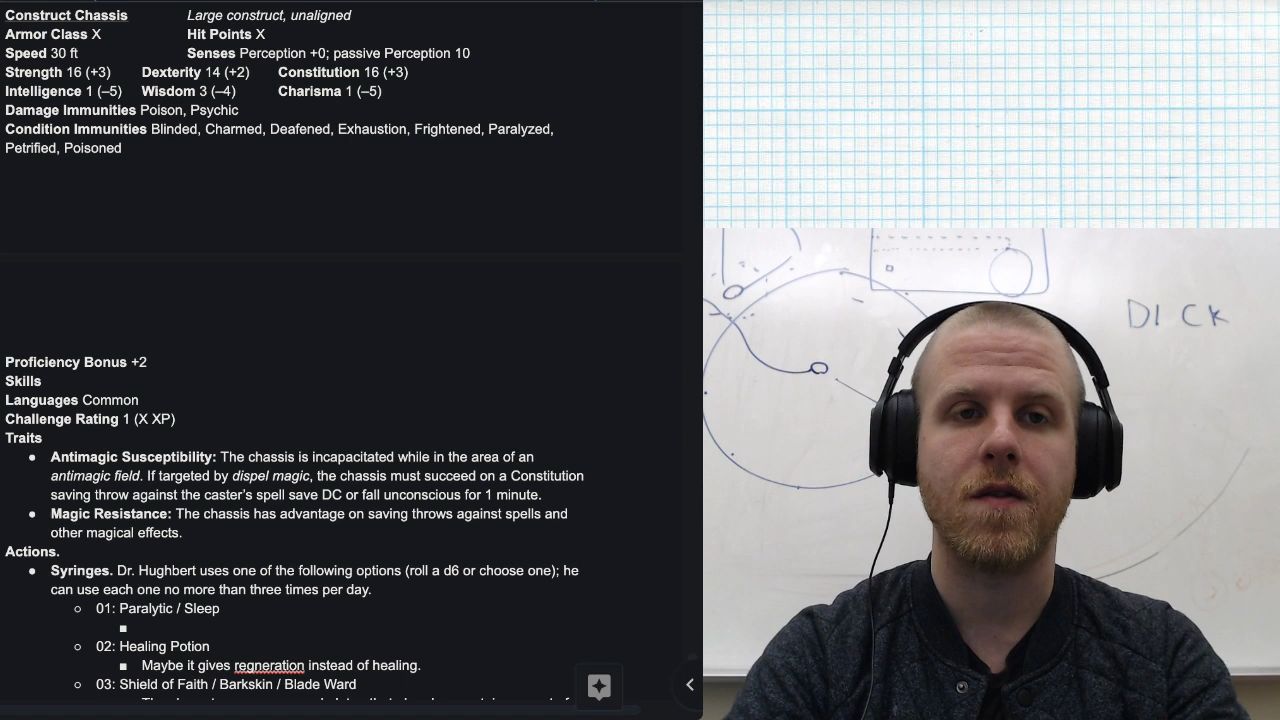 Construct Chassis Large construct, unaligned
Armor Class X Hit Points X
Speed 30 ft Senses Perception +0; passive Perception 10
Strength 16 (+3) Dexterity 14 (+2) Constitution 16 (+3)
Intelligence 1 (–5) Wisdom 3 (–4) Charisma 1 (–5)
Damage Immunities Poison, Psychic
Condition Immunities Blinded, Charmed, Deafened, Exhaustion, Frightened, Paralyzed,
Petrified, Poisoned
Proficiency Bonus +2
Skills
Languages Common
Challenge Rating 1 (X XP)
Traits
● Antimagic Susceptibility: The chassis is incapacitated while in the area of an
antimagic field. If targeted by dispel magic, the chassis must succeed on a Constitution
saving throw against the caster’s spell save DC or fall unconscious for 1 minute.
● Magic Resistance: The chassis has advantage on saving throws against spells and
other magical effects.
Actions.
● Syringes. Dr. Hughbert uses one of the following options (roll a d6 or choose one); he
can use each one no more than three times per day.
○ 01: Paralytic / Sleep
■
○ 02: Healing Potion
■ Maybe it gives regneration instead of healing.
○ 03: Shield of Faith / Barkskin / Blade Ward
DICK